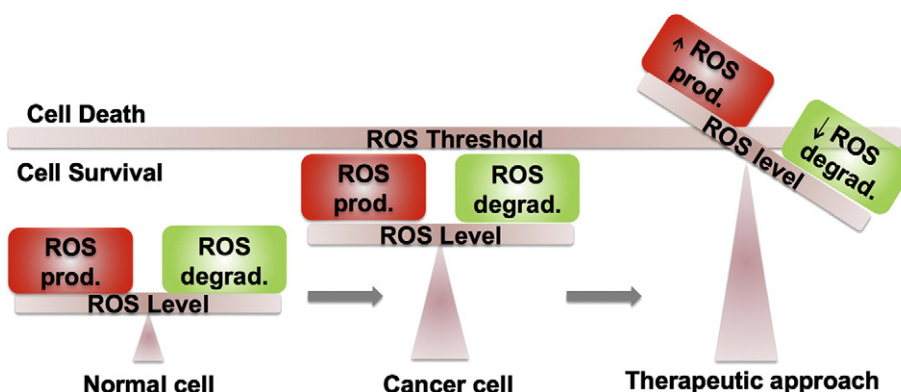 Cell Death
ROS Threshold
Cell Survival
ROS
prod.
ROS
degrad.
ROS Level
Normal cell
ROS
prod.
ROS
degrad.
ROS Level
Cancer cell
↑ ROS
prod.
↓ ROS
degrad.
ROS level
Therapeutic approach